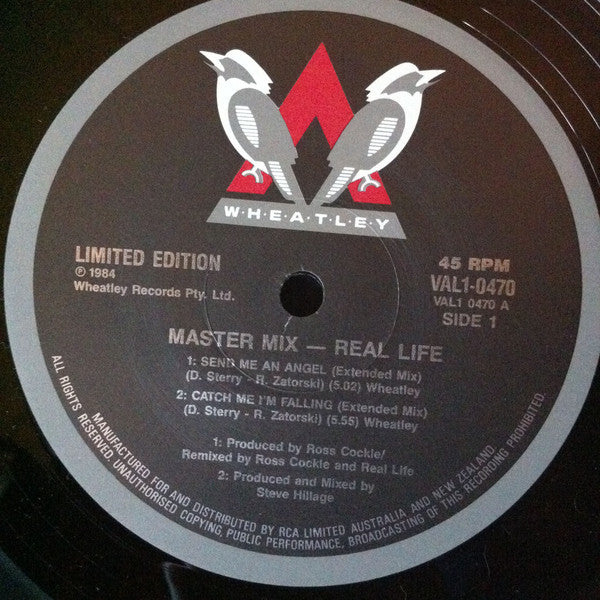 W·H·E·A·T·L·E·Y
LIMITED EDITION
℗ 1984
Wheatley Records Pty. Ltd.
45 RPM
VAL1-0470
VAL1 0470 A
SIDE 1
MASTER MIX — REAL LIFE
1: SEND ME AN ANGEL (Extended Mix)
(D. Sterry - R. Zatorski) (5.02) Wheatley
2: CATCH ME I'M FALLING (Extended Mix)
(D. Sterry - R. Zatorski) (5.55) Wheatley
1: Produced by Ross Cockle/
Remixed by Ross Cockle and Real Life
2: Produced and Mixed by
Steve Hillage
MANUFACTURED FOR AND DISTRIBUTED BY RCA LIMITED AUSTRALIA AND NEW ZEALAND.
ALL RIGHTS RESERVED. UNAUTHORISED COPYING, PUBLIC PERFORMANCE, BROADCASTING OF THIS RECORDING PROHIBITED.